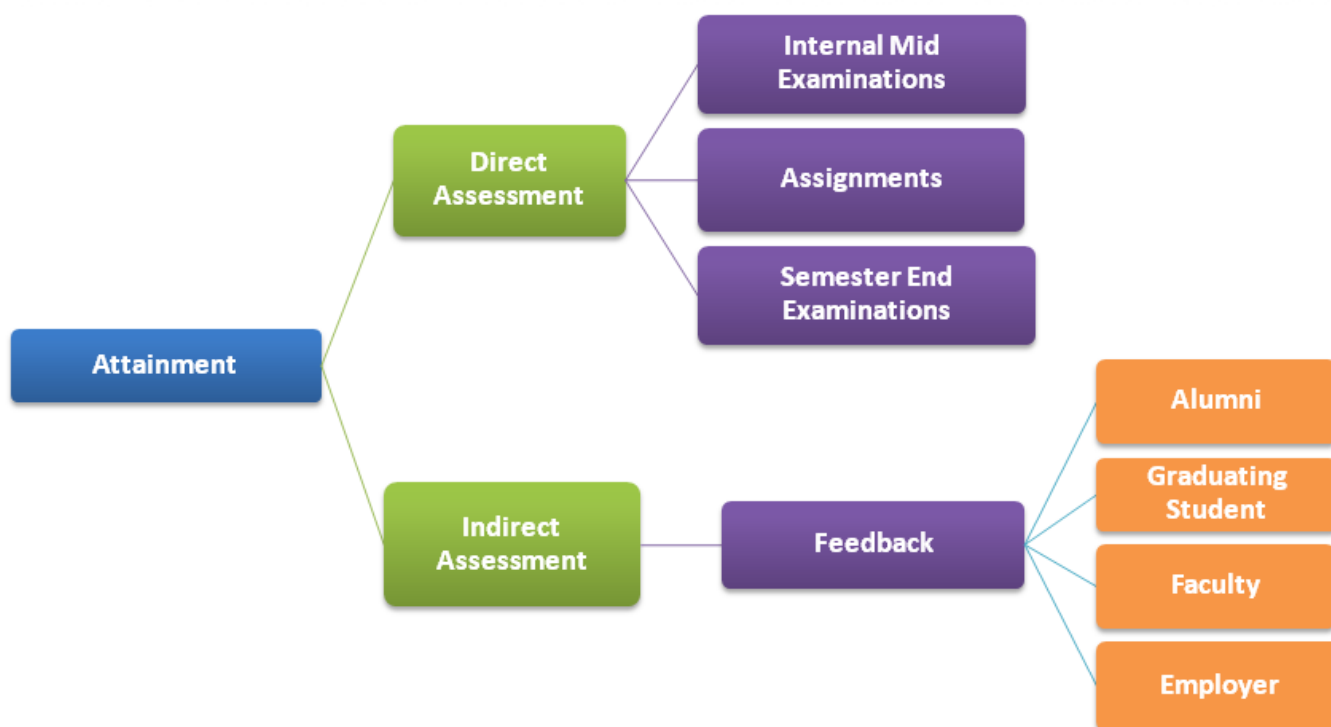 Internal Mid
Examinations
Direct
Assessment
Assignments
Semester End
Examinations
Attainment
Alumni
Graduating
Student
Indirect
Assessment
Feedback
Faculty
Employer